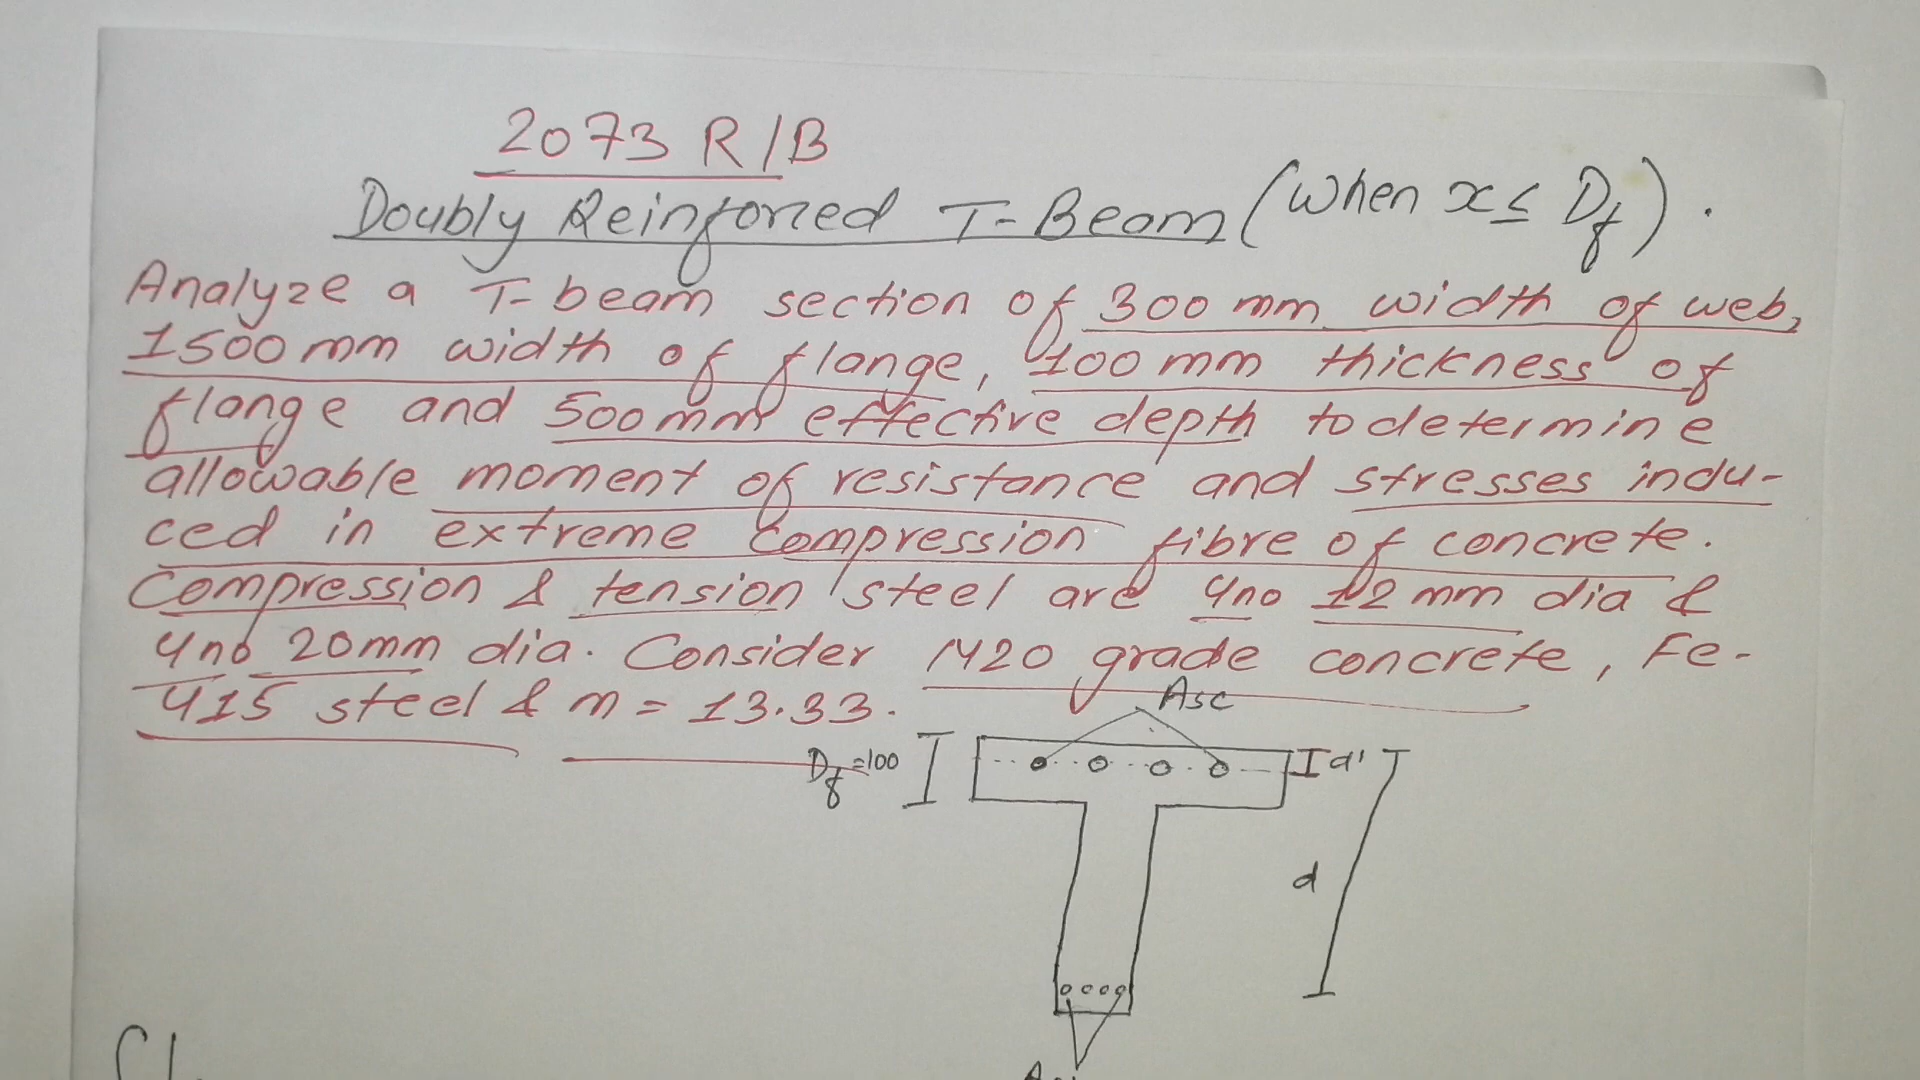 2073 R/B
Doubly Reinforced T-Beam (When x ≤ Df).
Analyze a T-beam section of 300 mm width of web,
1500 mm width of flange, 100 mm thickness of
flange and 500mm effective depth to determine
allowable moment of resistance and stresses indu-
ced in extreme compression fibre of concrete.
Compression & tension steel are 4no 12 mm dia &
4no 20mm dia. Consider M20 grade concrete, Fe-
415 steel & m = 13.33.
Asc
Df=100
d'
d